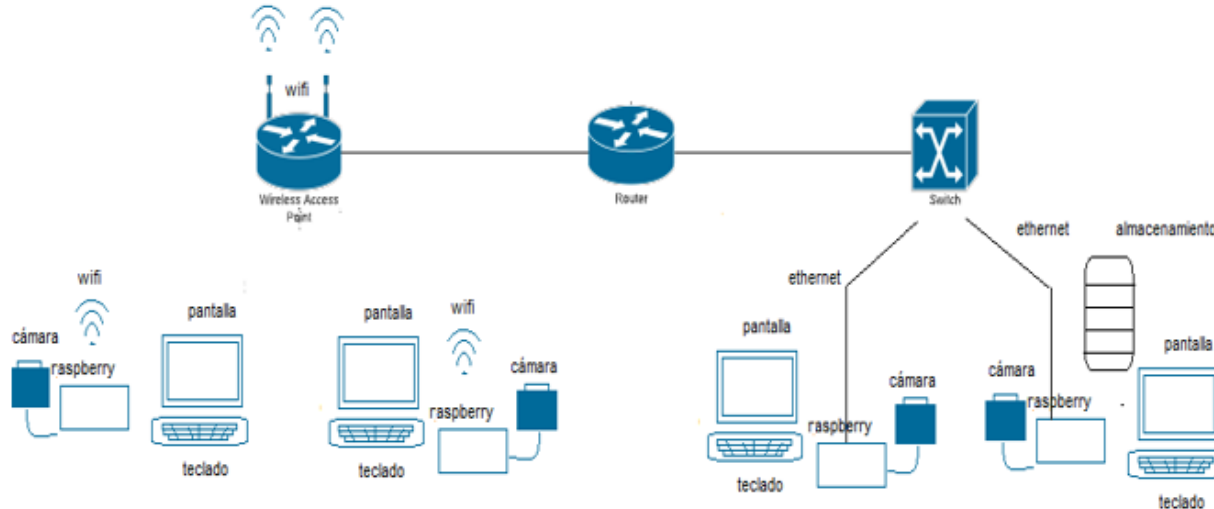 wifi
Wireless Access
Point
Router
Switch
ethernet
almacenamiento
ethernet
wifi
pantalla
cámara
raspberry
teclado
pantalla
wifi
cámara
raspberry
teclado
pantalla
cámara
raspberry
teclado
cámara
raspberry
pantalla
teclado